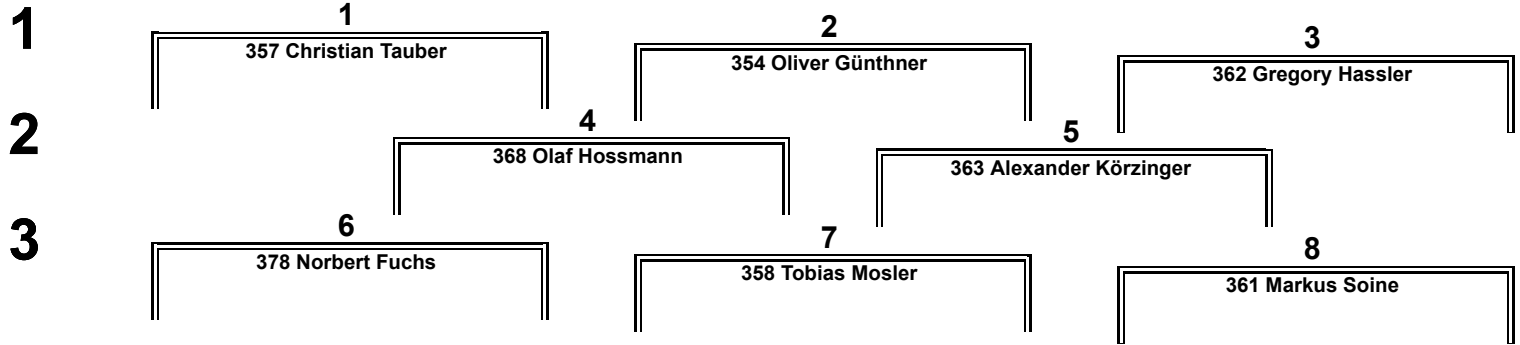 1
1
357 Christian Tauber
2
354 Oliver Günthner
3
362 Gregory Hassler
2
4
368 Olaf Hossmann
5
363 Alexander Körzinger
3
6
378 Norbert Fuchs
7
358 Tobias Mosler
8
361 Markus Soine